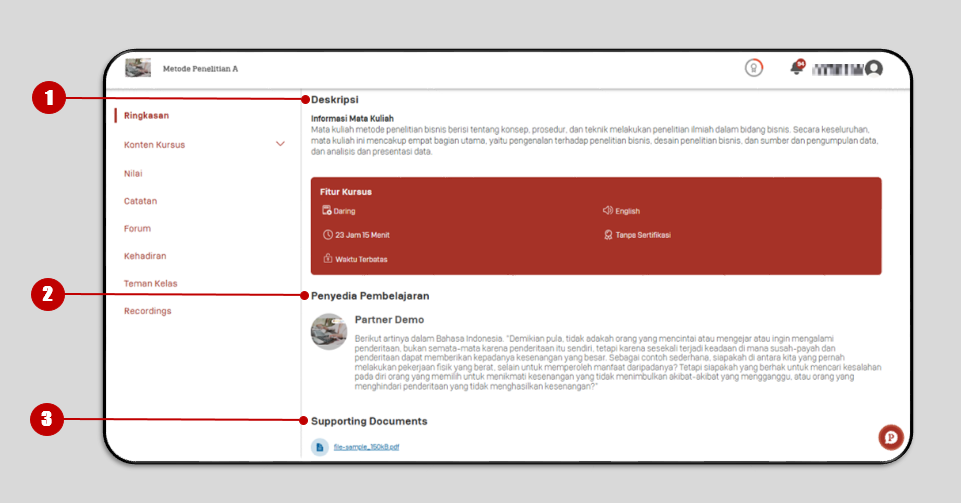 Metode Penelitian A
94
1
Deskripsi
Ringkasan
Konten Kursus
Nilai
Catatan
Forum
Kehadiran
Teman Kelas
Recordings
Informasi Mata Kuliah
Mata kuliah metode penelitian bisnis berisi tentang konsep, prosedur, dan teknik melakukan penelitian ilmiah dalam bidang bisnis. Secara keseluruhan,
mata kuliah ini mencakup empat bagian utama, yaitu pengenalan terhadap penelitian bisnis, desain penelitian bisnis, dan sumber dan pengumpulan data,
dan analisis dan presentasi data.
Fitur Kursus
Daring
English
23 Jam 15 Menit
Tanpa Sertifikasi
Waktu Terbatas
2
Penyedia Pembelajaran
Partner Demo
Berikut artinya dalam Bahasa Indonesia. "Demikian pula, tidak adakah orang yang mencintai atau mengejar atau ingin mengalami
penderitaan, bukan semata-mata karena penderitaan itu sendiri, tetapi karena sesekali terjadi keadaan di mana susah-payah dan
penderitaan dapat memberikan kepadanya kesenangan yang besar. Sebagai contoh sederhana, siapakah di antara kita yang pernah
melakukan pekerjaan fisik yang berat, selain untuk memperoleh manfaat daripadanya? Tetapi siapakah yang berhak untuk mencari kesalahan
pada diri orang yang memilih untuk menikmati kesenangan yang tidak menimbulkan akibat-akibat yang mengganggu, atau orang yang
menghindari penderitaan yang tidak menghasilkan kesenangan?"
3
Supporting Documents
file-sample_150kB.pdf
P